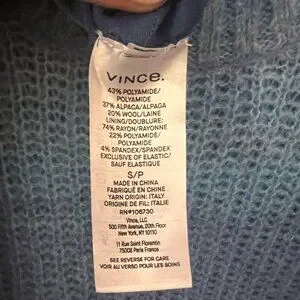 VINCE.
43% POLYAMIDE/
POLYAMIDE
37% ALPACA/ALPAGA
20% WOOL/LAINE
LINING/DOUBLURE:
74% RAYON/RAYONNE
22% POLYAMIDE/
POLYAMIDE
4% SPANDEX/SPANDEX
EXCLUSIVE OF ELASTIC/
SAUF ELASTIQUE
S/P
MADE IN CHINA
FABRIQUÉ EN CHINE
YARN ORIGIN: ITALY
ORIGINE DE FIL: ITALIE
RN#106730
Vince, LLC
500 Fifth Avenue, 20th Floor
New York, NY 10110
11 Rue Saint Florentin
75008 Paris France
SEE REVERSE FOR CARE
VOIR AU VERSO POUR LES SOINS